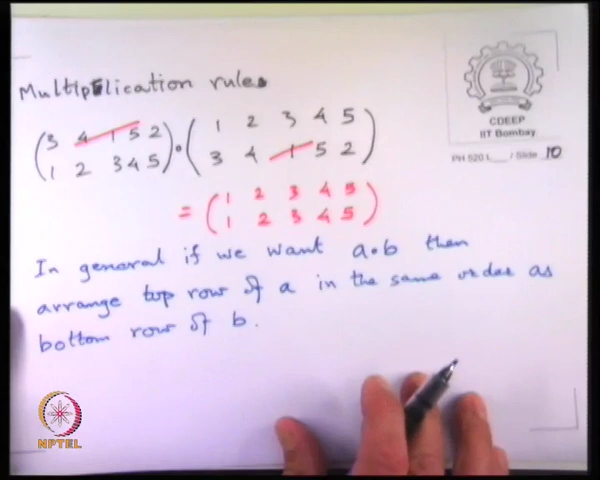 Multiplication rules
(3 4 1 5 2) • (1 2 3 4 5)
(1 2 3 4 5) (3 4 1 5 2)
= (1 2 3 4 5)
(1 2 3 4 5)
In general if we want a•b then
arrange top row of a in the same order as
bottom row of b.
CDEEP
IIT Bombay
PH 520 L___ / Slide 10
NPTEL